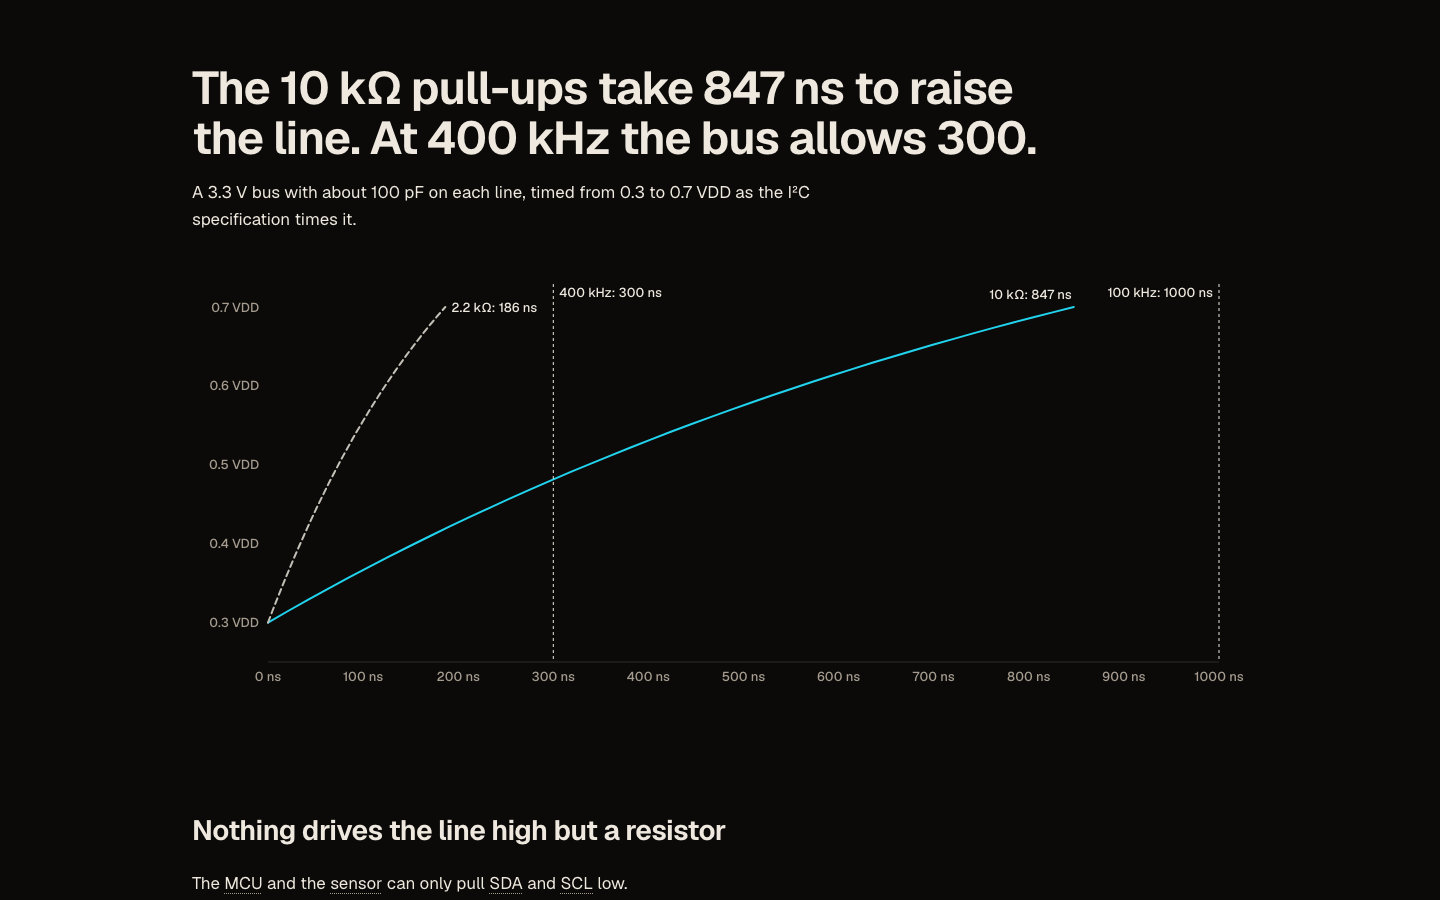 The 10 kΩ pull-ups take 847 ns to raise
the line. At 400 kHz the bus allows 300.
A 3.3 V bus with about 100 pF on each line, timed from 0.3 to 0.7 VDD as the I²C
specification times it.
400 kHz: 300 ns
10 kΩ: 847 ns
100 kHz: 1000 ns
0.7 VDD
2.2 kΩ: 186 ns
0.6 VDD
0.5 VDD
0.4 VDD
0.3 VDD
0 ns 100 ns 200 ns 300 ns 400 ns 500 ns 600 ns 700 ns 800 ns 900 ns 1000 ns
Nothing drives the line high but a resistor
The MCU and the sensor can only pull SDA and SCL low.